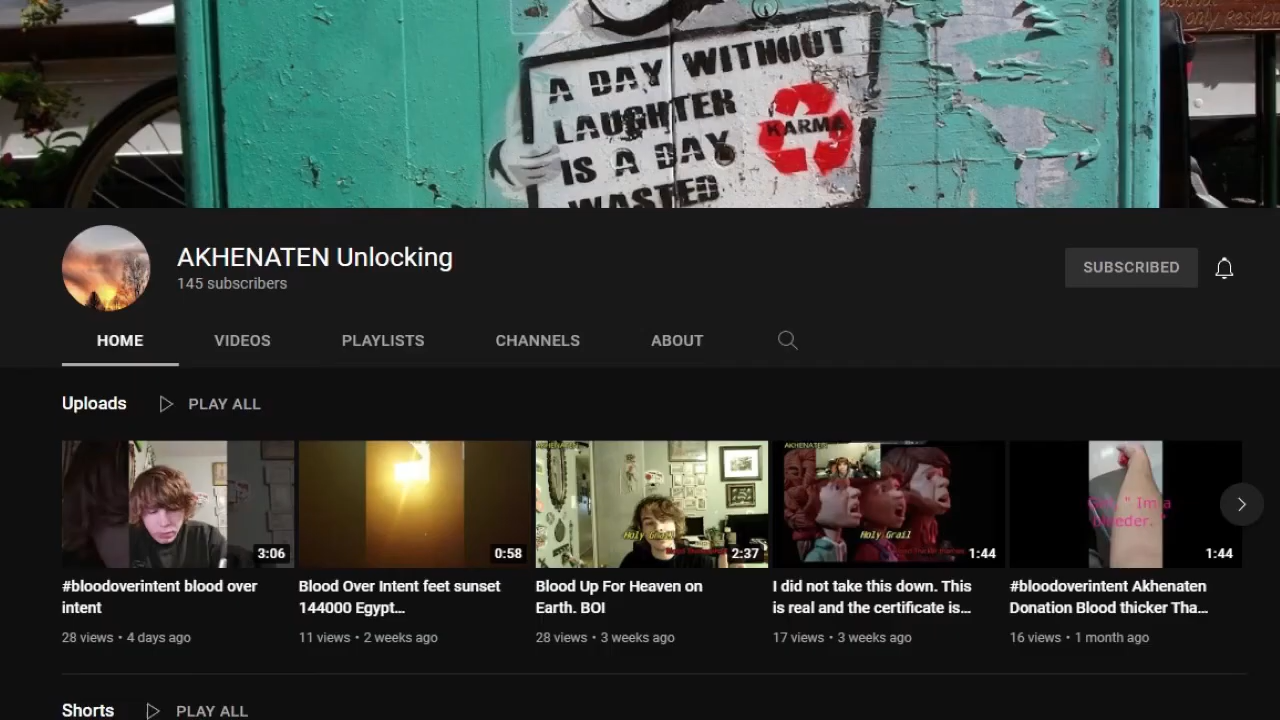 only Reside
A DAY WITHOUT
LAUGHTER
IS A DAY
WASTED
KARMA
AKHENATEN Unlocking
145 subscribers
SUBSCRIBED
HOME
VIDEOS
PLAYLISTS
CHANNELS
ABOUT
Uploads
PLAY ALL
3:06
0:58
Holy Grail
2:37
AKHENATEN
Holy Grail
1:44
" Im a
bleeder. "
1:44
#bloodoverintent blood over
intent
28 views • 4 days ago
Blood Over Intent feet sunset
144000 Egypt...
11 views • 2 weeks ago
Blood Up For Heaven on
Earth. BOI
28 views • 3 weeks ago
I did not take this down. This
is real and the certificate is...
17 views • 3 weeks ago
#bloodoverintent Akhenaten
Donation Blood thicker Tha...
16 views • 1 month ago
Shorts
PLAY ALL